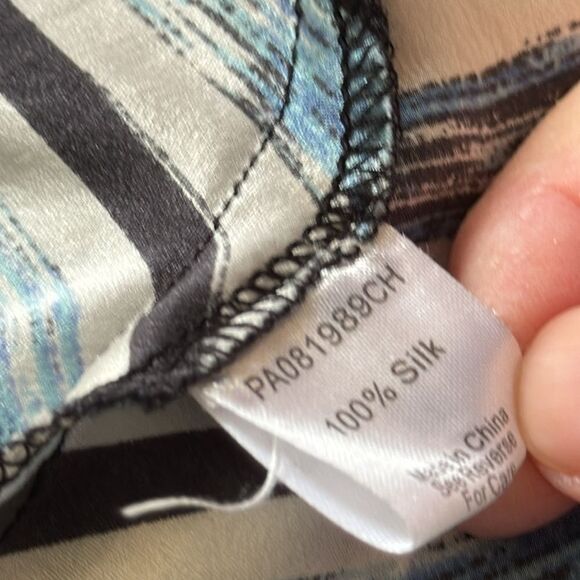 PA081989CH
100% Silk
Made In China
See Reverse
For Care